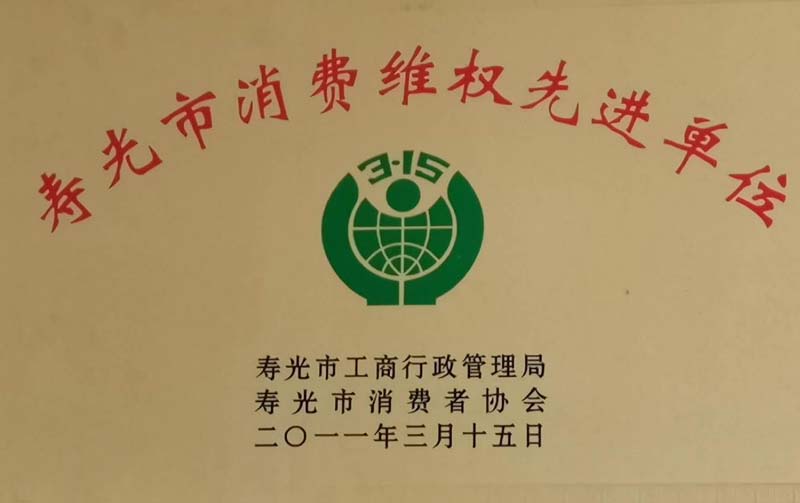 寿光市消费维权先进单位
3·15
寿光市工商行政管理局
寿光市消费者协会
二〇一一年三月十五日